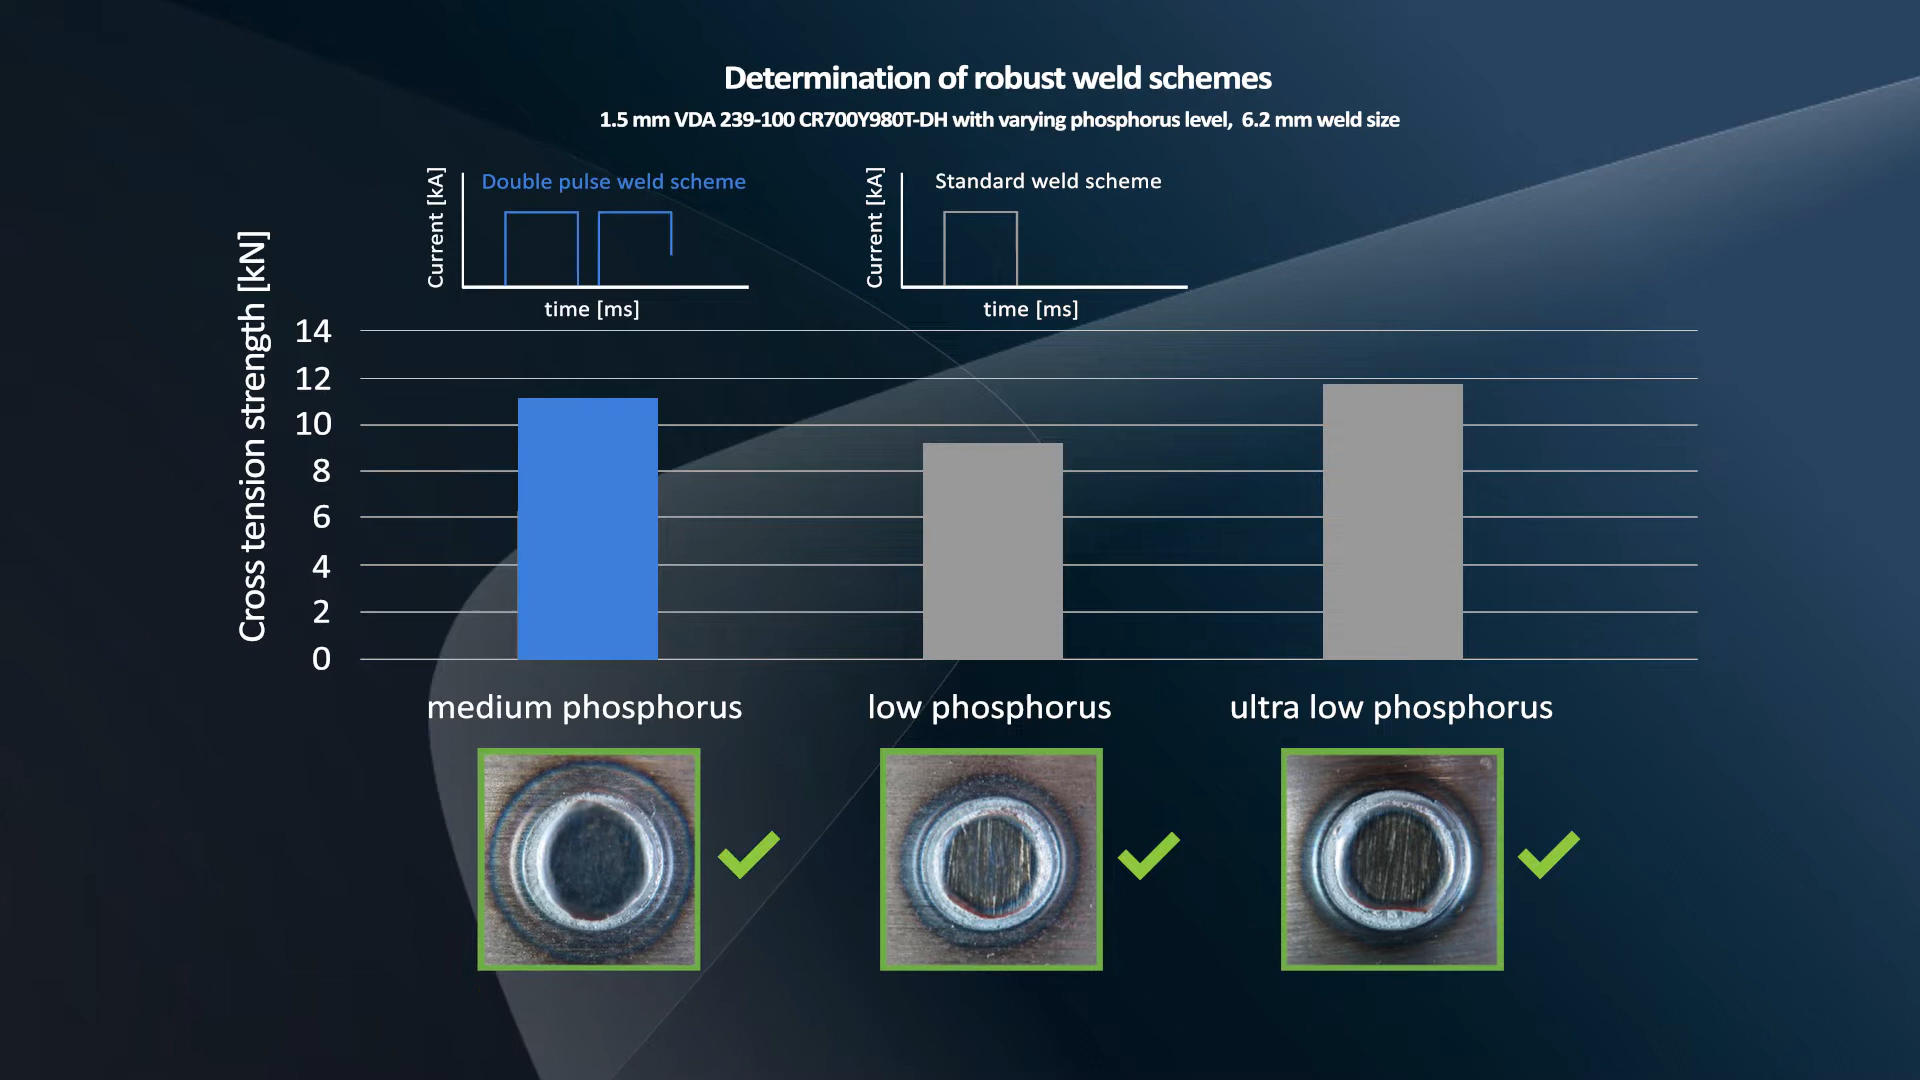 Determination of robust weld schemes
1.5 mm VDA 239-100 CR700Y980T-DH with varying phosphorus level, 6.2 mm weld size
Current [kA]
Double pulse weld scheme
time [ms]
Current [kA]
Standard weld scheme
time [ms]
Cross tension strength [kN]
14
12
10
8
6
4
2
0
medium phosphorus
low phosphorus
ultra low phosphorus